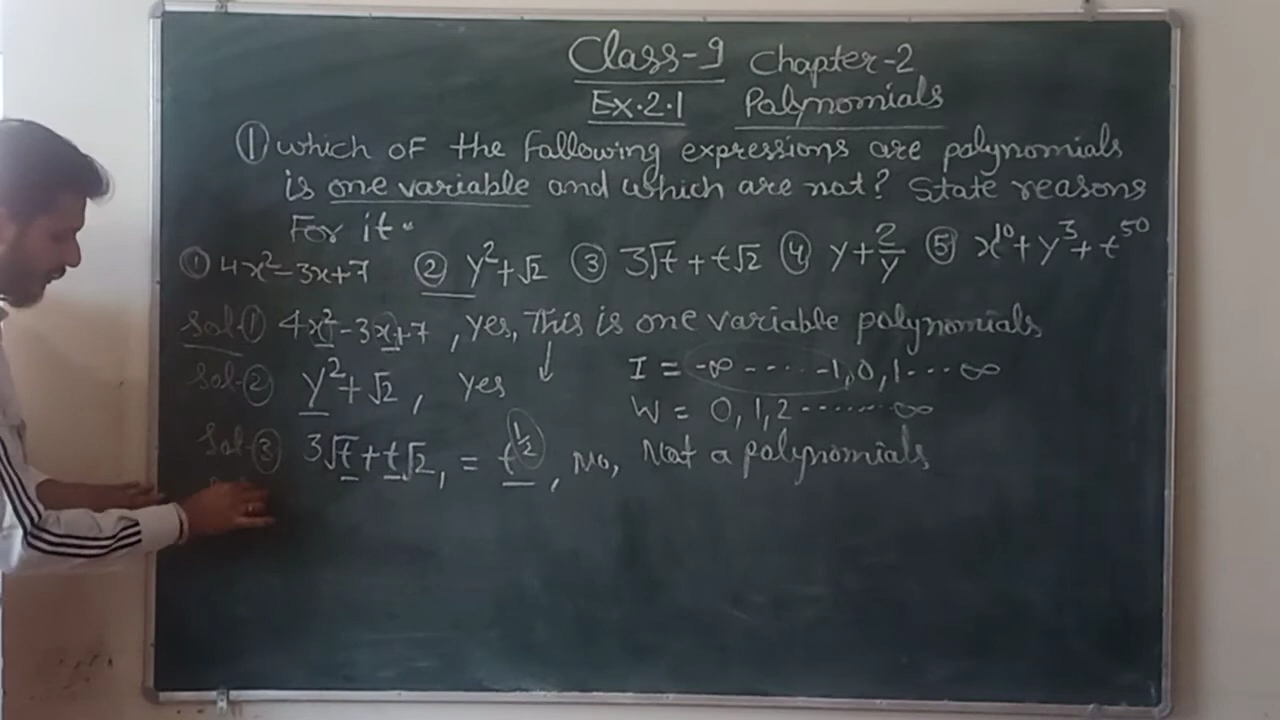 Class-9 Chapter-2
Ex.2.1 Polynomials
① which of the following expressions are polynomials
is one variable and which are not? State reasons
For it.
① 4x²-3x+7 ② y²+√2 ③ 3√t+t√2 ④ y+2/y ⑤ x¹⁰+y³+t⁵⁰
Sol-① 4x²-3x+7, yes, This is one variable polynomials
Sol-② y²+√2, yes ↓ I = -∞ ---- -1,0,1 --- ∞
W = 0,1,2 ------- ∞
Sol-③ 3√t+t√2, = t^1/2, No, Not a polynomials